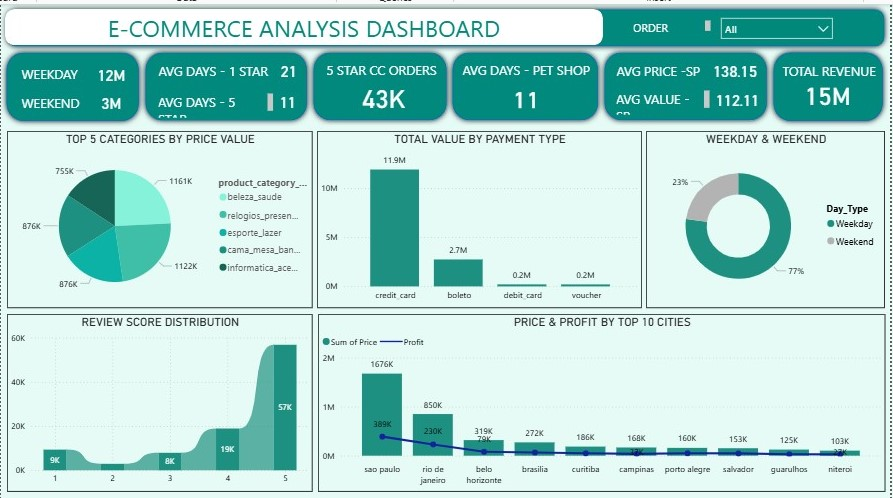 E-COMMERCE ANALYSIS DASHBOARD
ORDER
All
WEEKDAY 12M
WEEKEND 3M
AVG DAYS - 1 STAR 21
AVG DAYS - 5 11
5 STAR CC ORDERS
43K
AVG DAYS - PET SHOP
11
AVG PRICE -SP 138.15
AVG VALUE - 112.11
TOTAL REVENUE
15M
TOP 5 CATEGORIES BY PRICE VALUE
755K
1161K
876K
876K
1122K
product_category_...
beleza_saude
relogios_presen...
esporte_lazer
cama_mesa_ban...
informatica_ace...
TOTAL VALUE BY PAYMENT TYPE
10M
5M
0M
11.9M
2.7M
0.2M
0.2M
credit_card boleto debit_card voucher
WEEKDAY & WEEKEND
23%
77%
Day_Type
Weekday
Weekend
REVIEW SCORE DISTRIBUTION
60K
40K
20K
0K
9K
8K
19K
57K
1 2 3 4 5
PRICE & PROFIT BY TOP 10 CITIES
Sum of Price Profit
2M
1M
0M
1676K
850K
319K
272K
186K
168K
160K
153K
125K
103K
389K
230K
79K
sao paulo
rio de
janeiro
belo
horizonte
brasilia
curitiba
campinas
porto alegre
salvador
guarulhos
niteroi